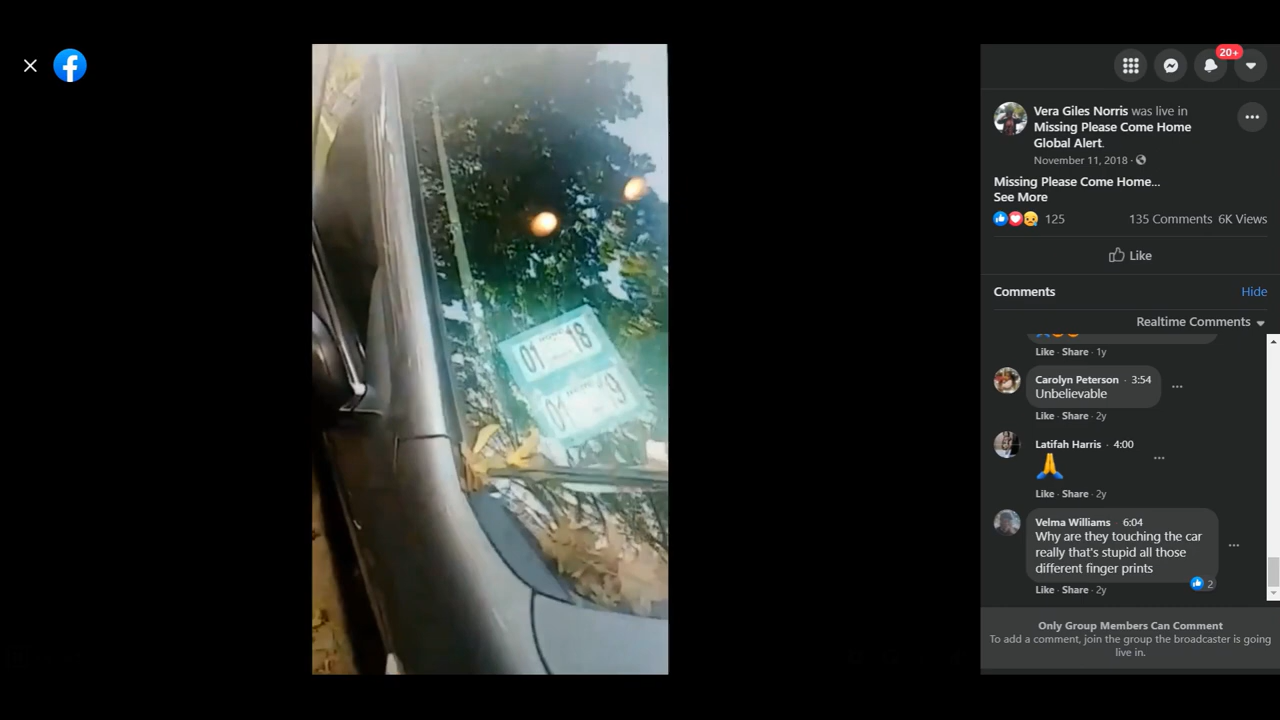 01 18
01 9
20+
Vera Giles Norris was live in
Missing Please Come Home
Global Alert.
November 11, 2018 ·
Missing Please Come Home...
See More
125
135 Comments 6K Views
Like
Comments
Hide
Realtime Comments
Like · Share · 1y
Carolyn Peterson · 3:54
Unbelievable
Like · Share · 2y
Latifah Harris · 4:00
Like · Share · 2y
Velma Williams · 6:04
Why are they touching the car
really that's stupid all those
different finger prints
2
Like · Share · 2y
Only Group Members Can Comment
To add a comment, join the group the broadcaster is going
live in.